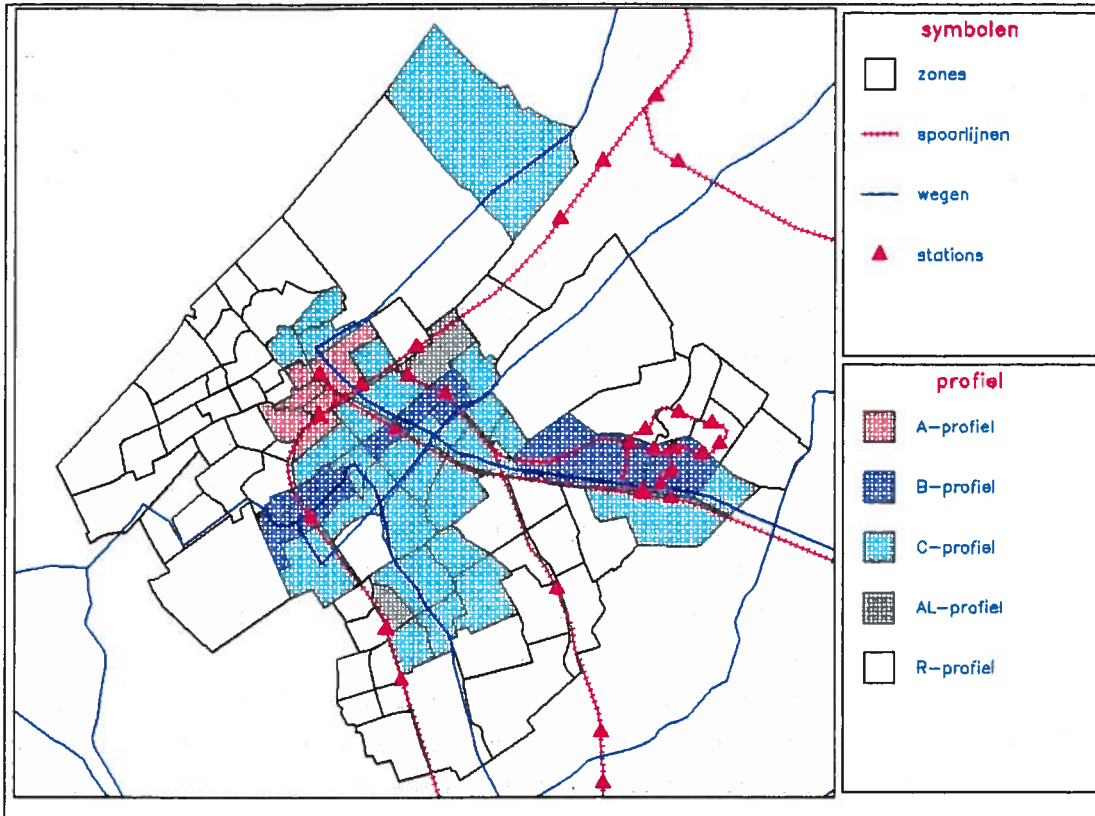 symbolen
zones
spoorlijnen
wegen
stations
profiel
A-profiel
B-profiel
C-profiel
AL-profiel
R-profiel